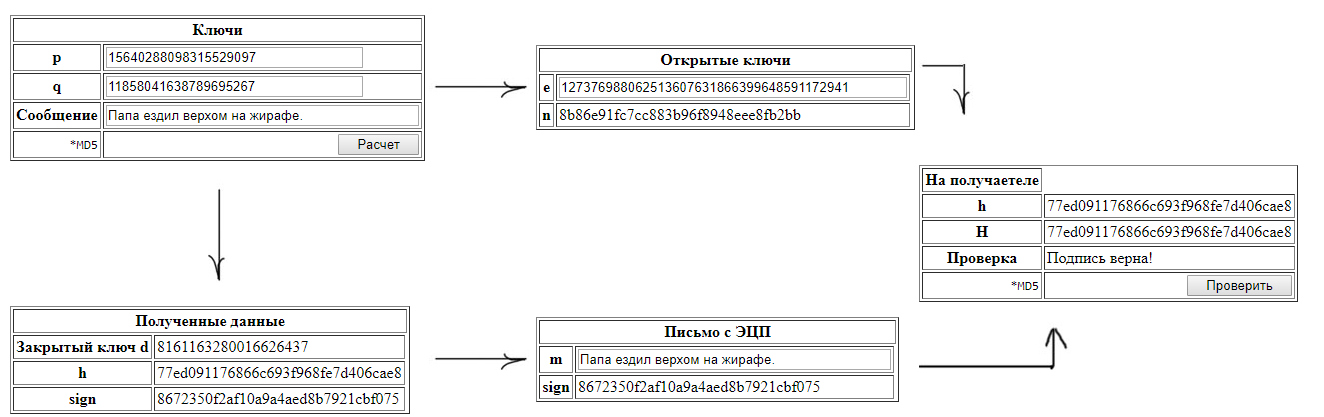 Ключи
p 15640288098315529097
q 11858041638789695267
Сообщение Папа ездил верхом на жирафе.
*MD5 Расчет
Открытые ключи
e 127376988062513607631866399648591172941
n 8b86e91fc7cc883b96f8948eee8fb2bb
На получаетеле
h 77ed091176866c693f968fe7d406cae8
H 77ed091176866c693f968fe7d406cae8
Проверка Подпись верна!
*MD5 Проверить
Полученные данные
Закрытый ключ d 8161163280016626437
h 77ed091176866c693f968fe7d406cae8
sign 8672350f2af10a9a4aed8b7921cbf075
Письмо с ЭЦП
m Папа ездил верхом на жирафе.
sign 8672350f2af10a9a4aed8b7921cbf075